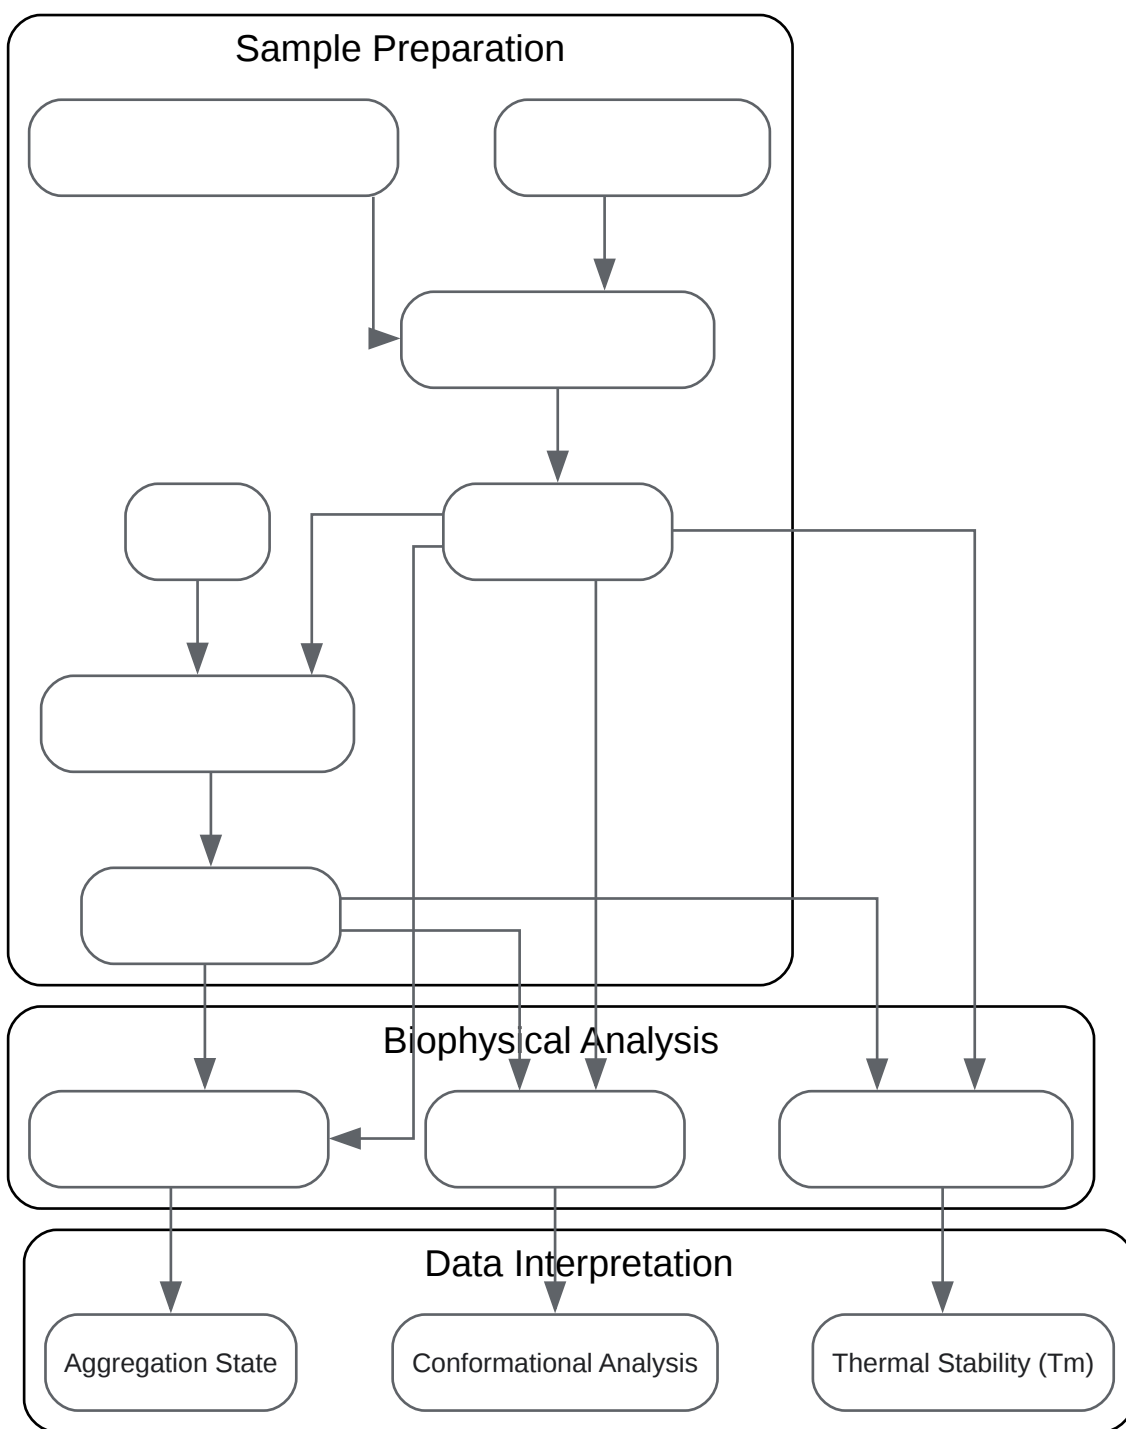 Sample Preparation
Biophysical Analysis
Data Interpretation
Aggregation State
Conformational Analysis
Thermal Stability (Tm)